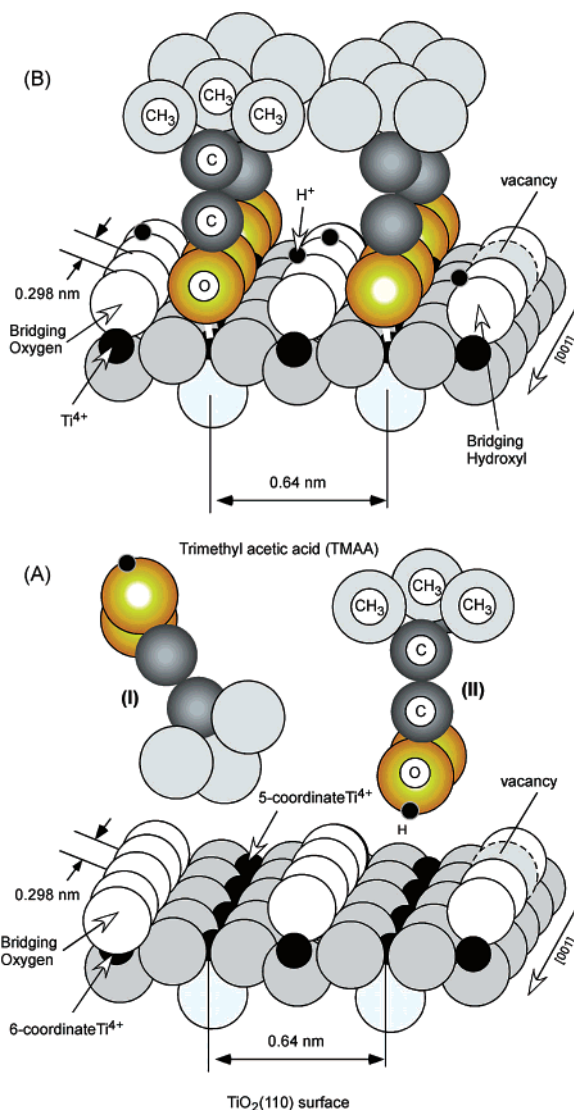 (B)
CH3
CH3
CH3
C
C
O
H+
vacancy
0.298 nm
Bridging
Oxygen
Ti4+
[001]
Bridging
Hydroxyl
0.64 nm
Trimethyl acetic acid (TMAA)
(A)
(I)
CH3
CH3
CH3
C
(II)
C
O
H
5-coordinateTi4+
vacancy
0.298 nm
Bridging
Oxygen
[001]
6-coordinateTi4+
0.64 nm
TiO2(110) surface